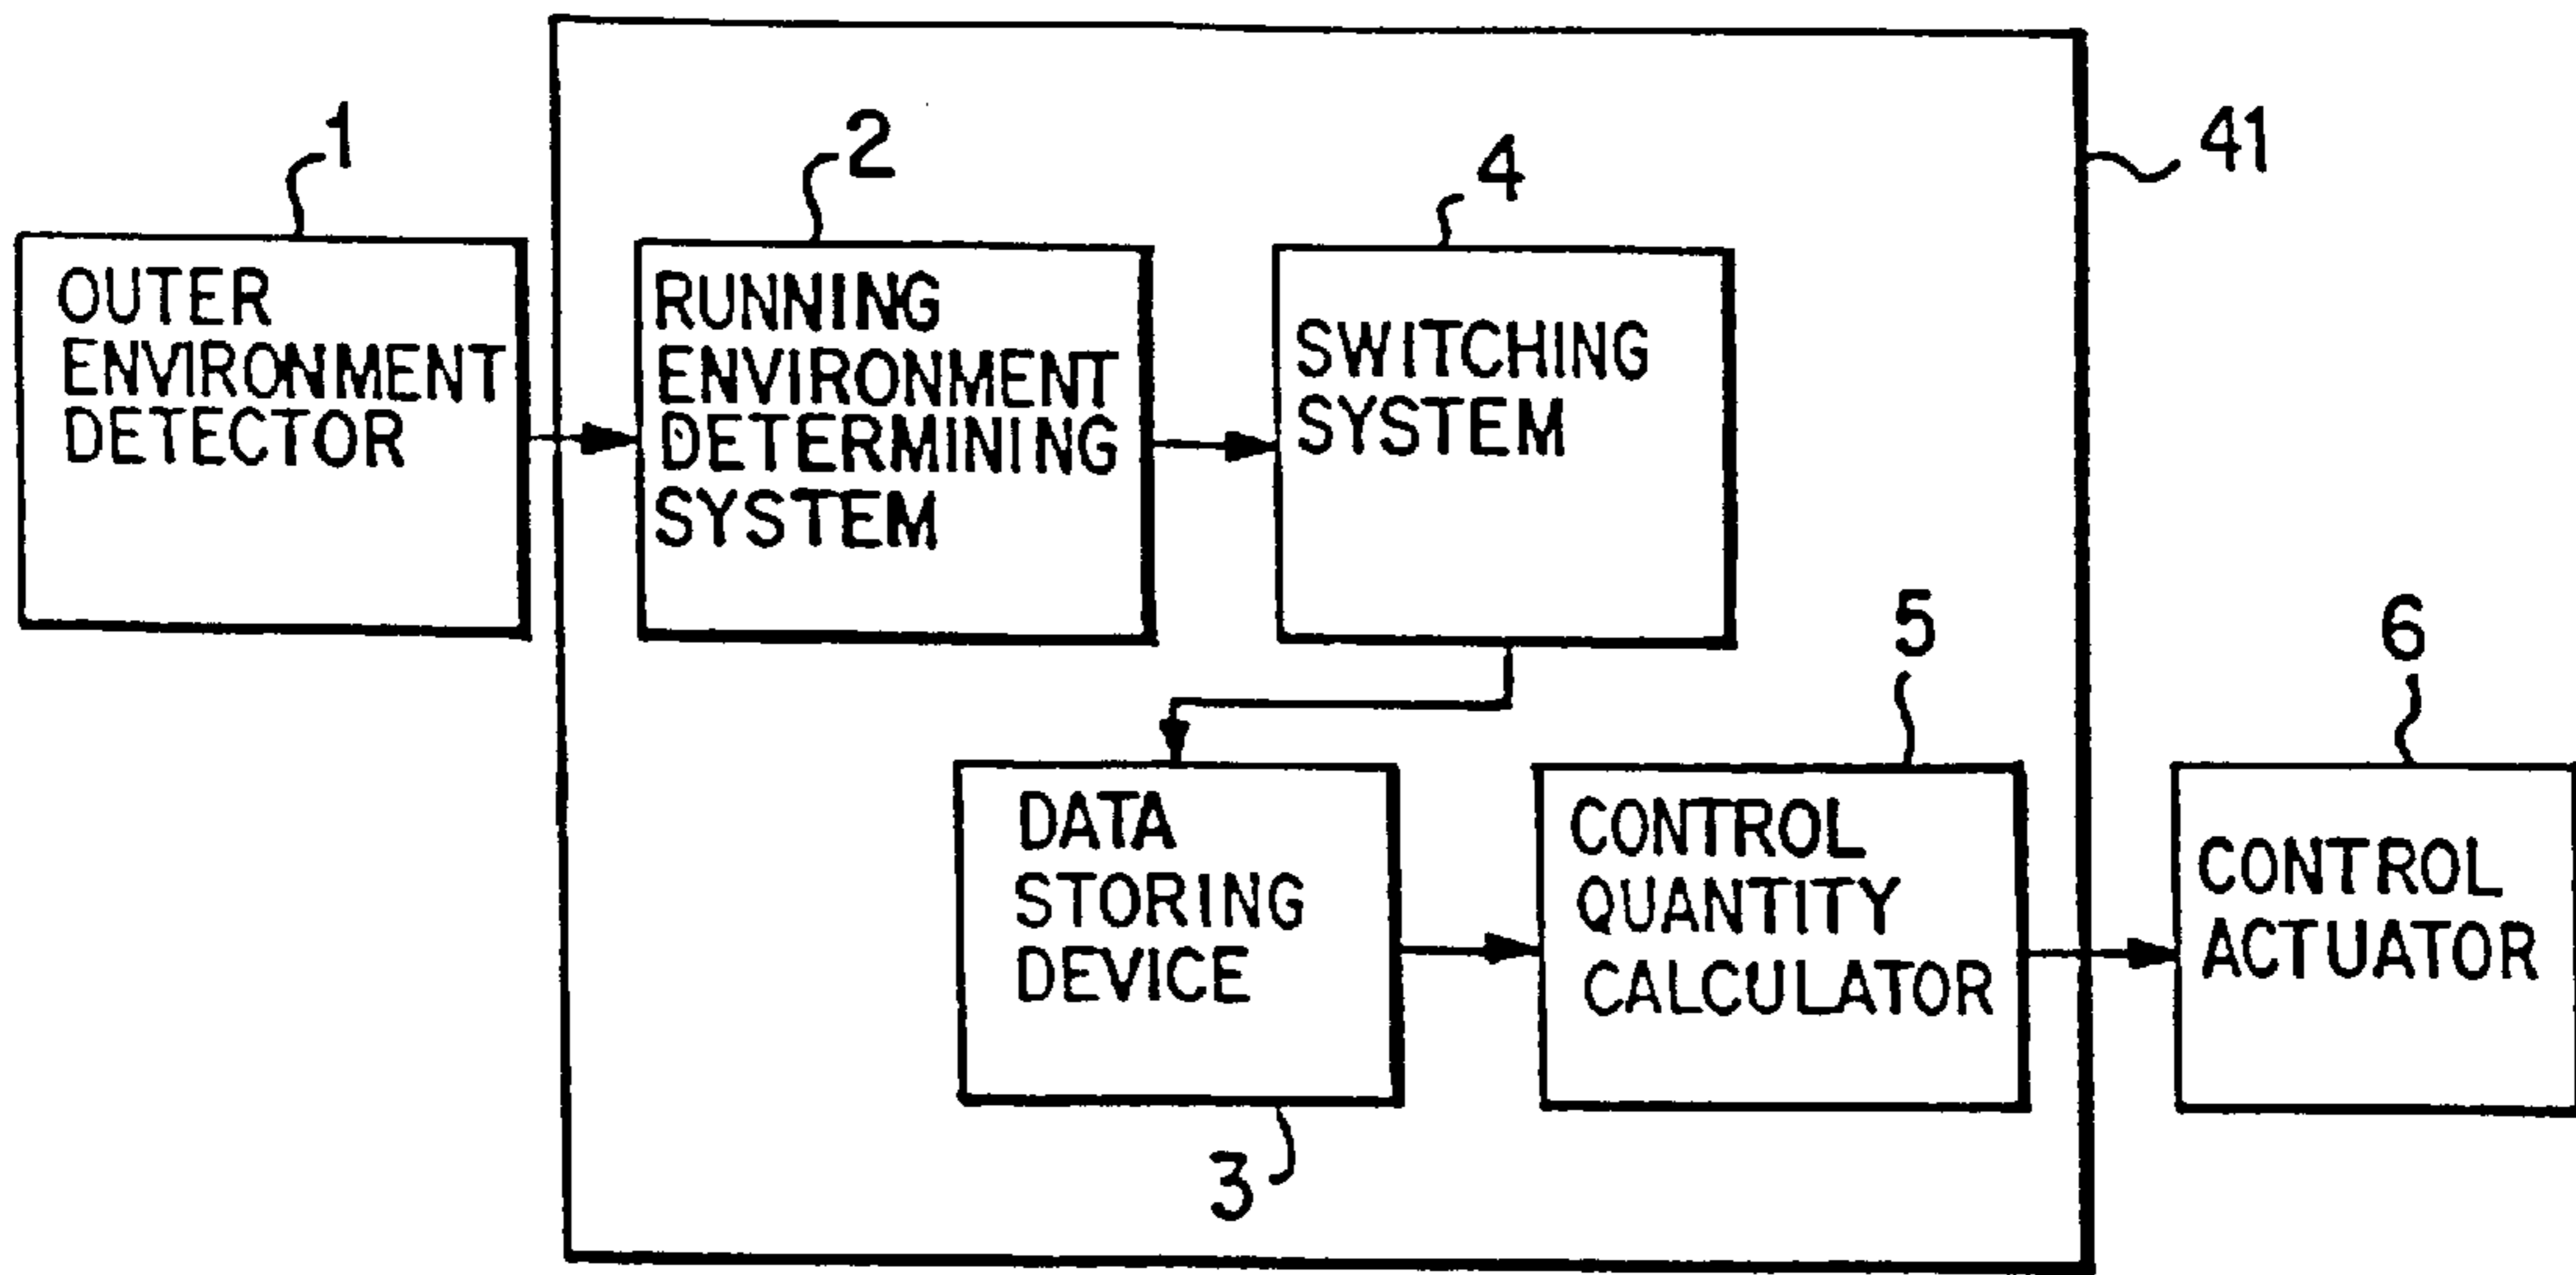 1
2
4
41
OUTER
ENVIRONMENT
DETECTOR
RUNNING
ENVIRONMENT
DETERMINING
SYSTEM
SWITCHING
SYSTEM
5
6
DATA
STORING
DEVICE
CONTROL
QUANTITY
CALCULATOR
CONTROL
ACTUATOR
3